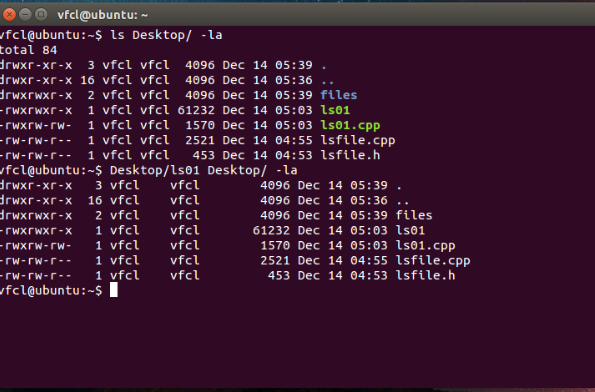 vfcl@ubuntu: ~
vfcl@ubuntu:~$ ls Desktop/ -la
total 84
drwxr-xr-x  3 vfcl vfcl  4096 Dec 14 05:39 .
drwxr-xr-x 16 vfcl vfcl  4096 Dec 14 05:36 ..
drwxrwxr-x  2 vfcl vfcl  4096 Dec 14 05:39 files
-rwxrwxr-x  1 vfcl vfcl 61232 Dec 14 05:03 ls01
-rwxrwxrw-  1 vfcl vfcl  1570 Dec 14 05:03 ls01.cpp
-rw-rw-r--  1 vfcl vfcl  2521 Dec 14 04:55 lsfile.cpp
-rw-rw-r--  1 vfcl vfcl   453 Dec 14 04:53 lsfile.h
vfcl@ubuntu:~$ Desktop/ls01 Desktop/ -la
drwxr-xr-x   3 vfcl    vfcl        4096 Dec 14 05:39 .
drwxr-xr-x  16 vfcl    vfcl        4096 Dec 14 05:36 ..
drwxrwxr-x   2 vfcl    vfcl        4096 Dec 14 05:39 files
-rwxrwxr-x   1 vfcl    vfcl       61232 Dec 14 05:03 ls01
-rwxrwxrw-   1 vfcl    vfcl        1570 Dec 14 05:03 ls01.cpp
-rw-rw-r--   1 vfcl    vfcl        2521 Dec 14 04:55 lsfile.cpp
-rw-rw-r--   1 vfcl    vfcl         453 Dec 14 04:53 lsfile.h
vfcl@ubuntu:~$